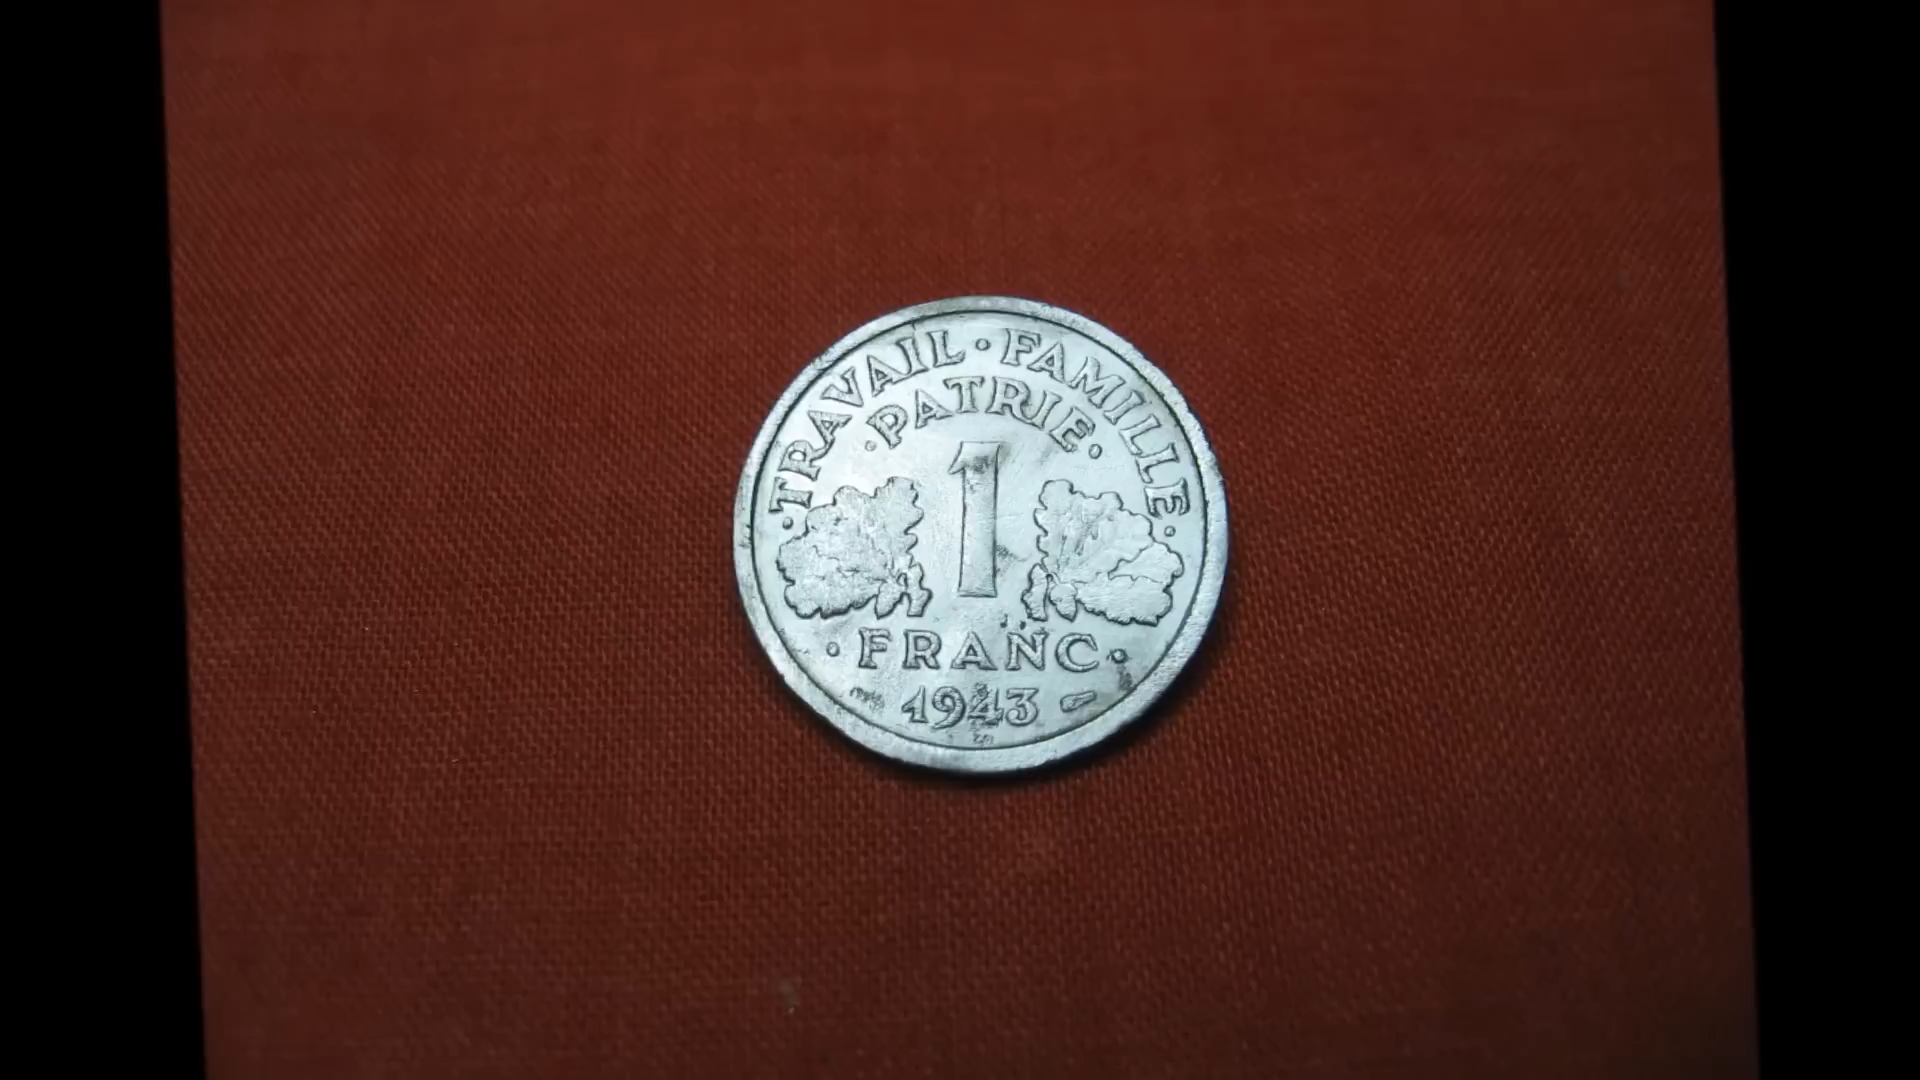 · TRAVAIL · FAMILLE ·
· PATRIE ·
1
· FRANC ·
1943